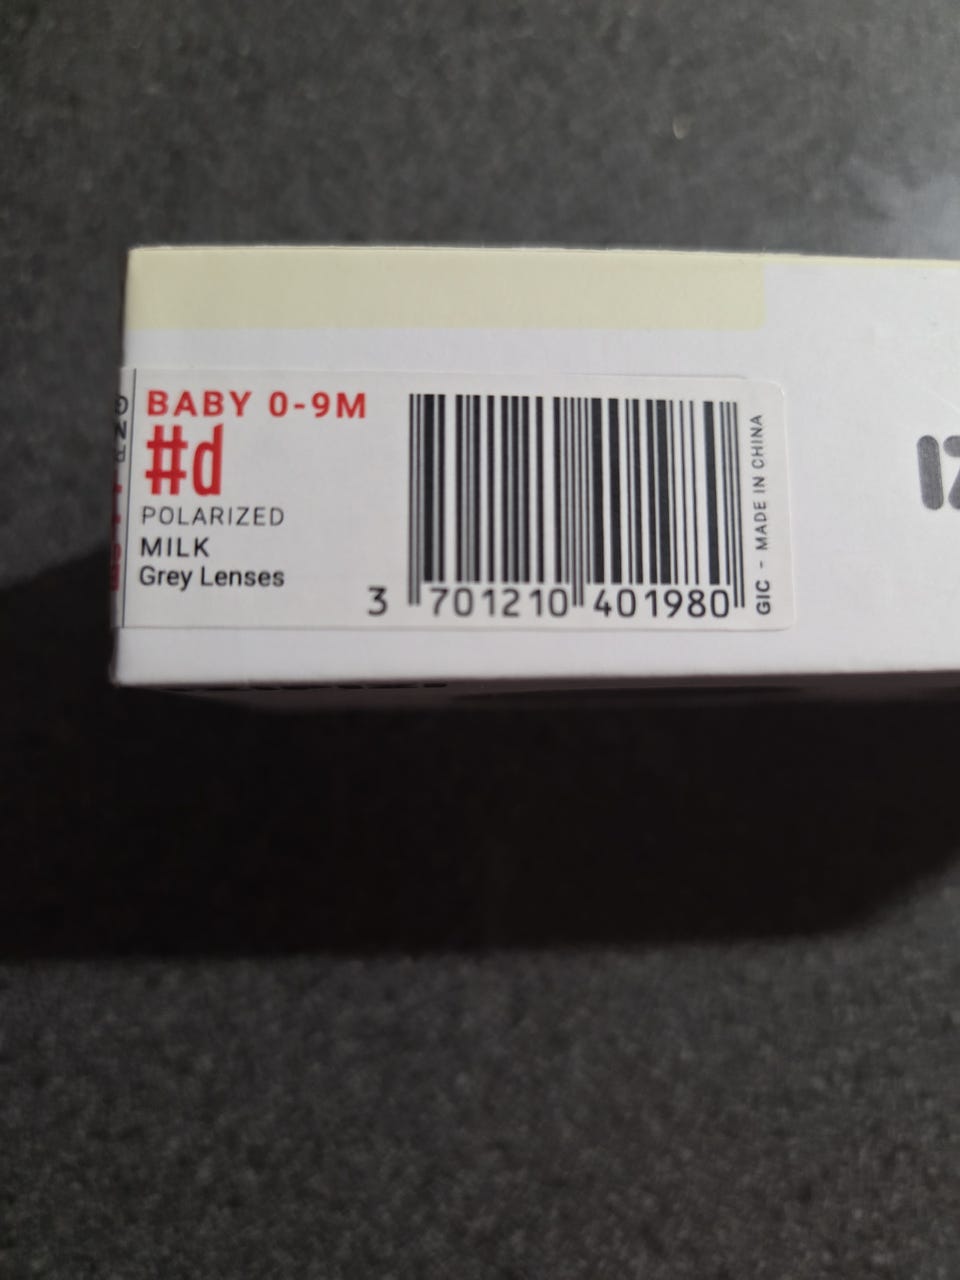 BABY 0-9M
#d
POLARIZED
MILK
Grey Lenses
3 701210 401980
GIC - MADE IN CHINA